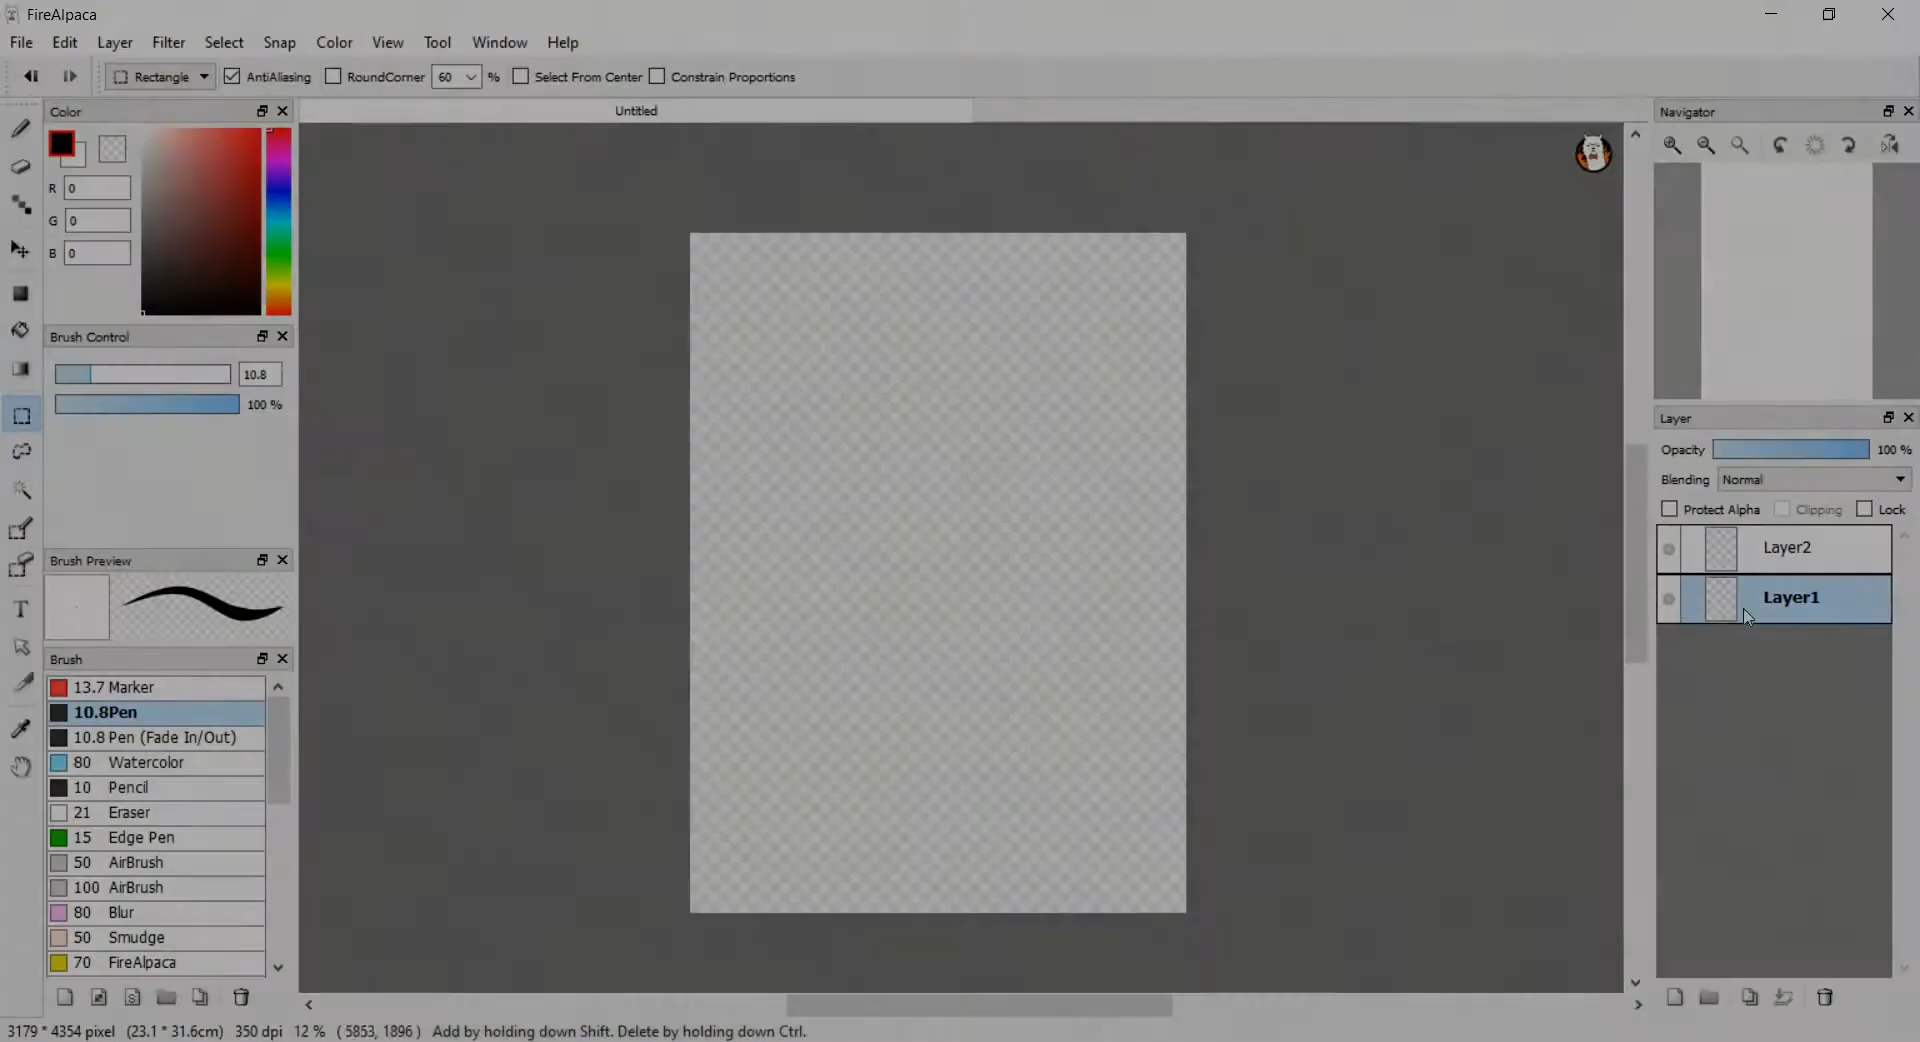 FireAlpaca
File Edit Layer Filter Select Snap Color View Tool Window Help
Rectangle AntiAliasing RoundCorner 60 % Select From Center Constrain Proportions
Color
R 0
G 0
B 0
Brush Control
10.8
100 %
Brush Preview
Brush
13.7 Marker
10.8Pen
10.8 Pen (Fade In/Out)
80 Watercolor
10 Pencil
21 Eraser
15 Edge Pen
50 AirBrush
100 AirBrush
80 Blur
50 Smudge
70 FireAlpaca
Untitled
Navigator
Layer
Opacity 100 %
Blending Normal
Protect Alpha Clipping Lock
Layer2
Layer1
3179 * 4354 pixel (23.1 * 31.6cm) 350 dpi 12 % ( 5853, 1896 ) Add by holding down Shift. Delete by holding down Ctrl.